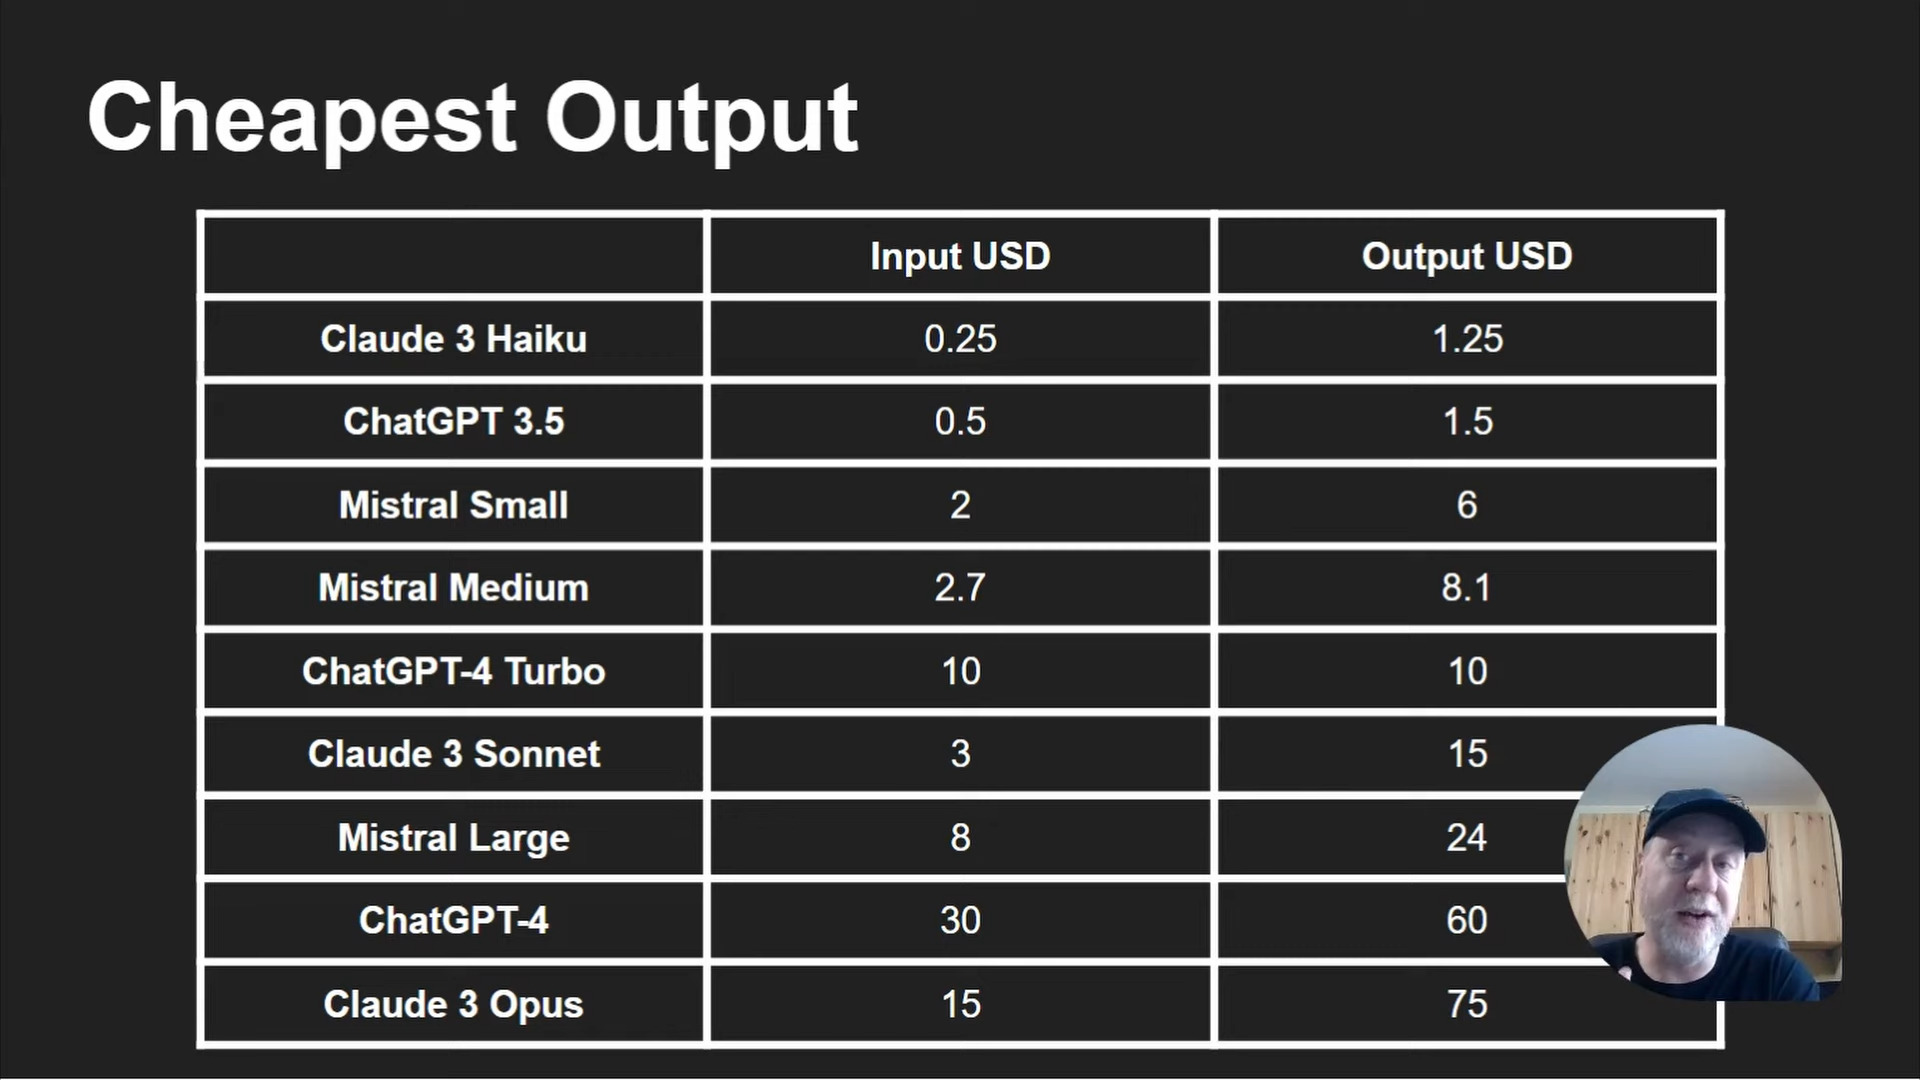 Cheapest Output
Input USD Output USD
Claude 3 Haiku 0.25 1.25
ChatGPT 3.5 0.5 1.5
Mistral Small 2 6
Mistral Medium 2.7 8.1
ChatGPT-4 Turbo 10 10
Claude 3 Sonnet 3 15
Mistral Large 8 24
ChatGPT-4 30 60
Claude 3 Opus 15 75